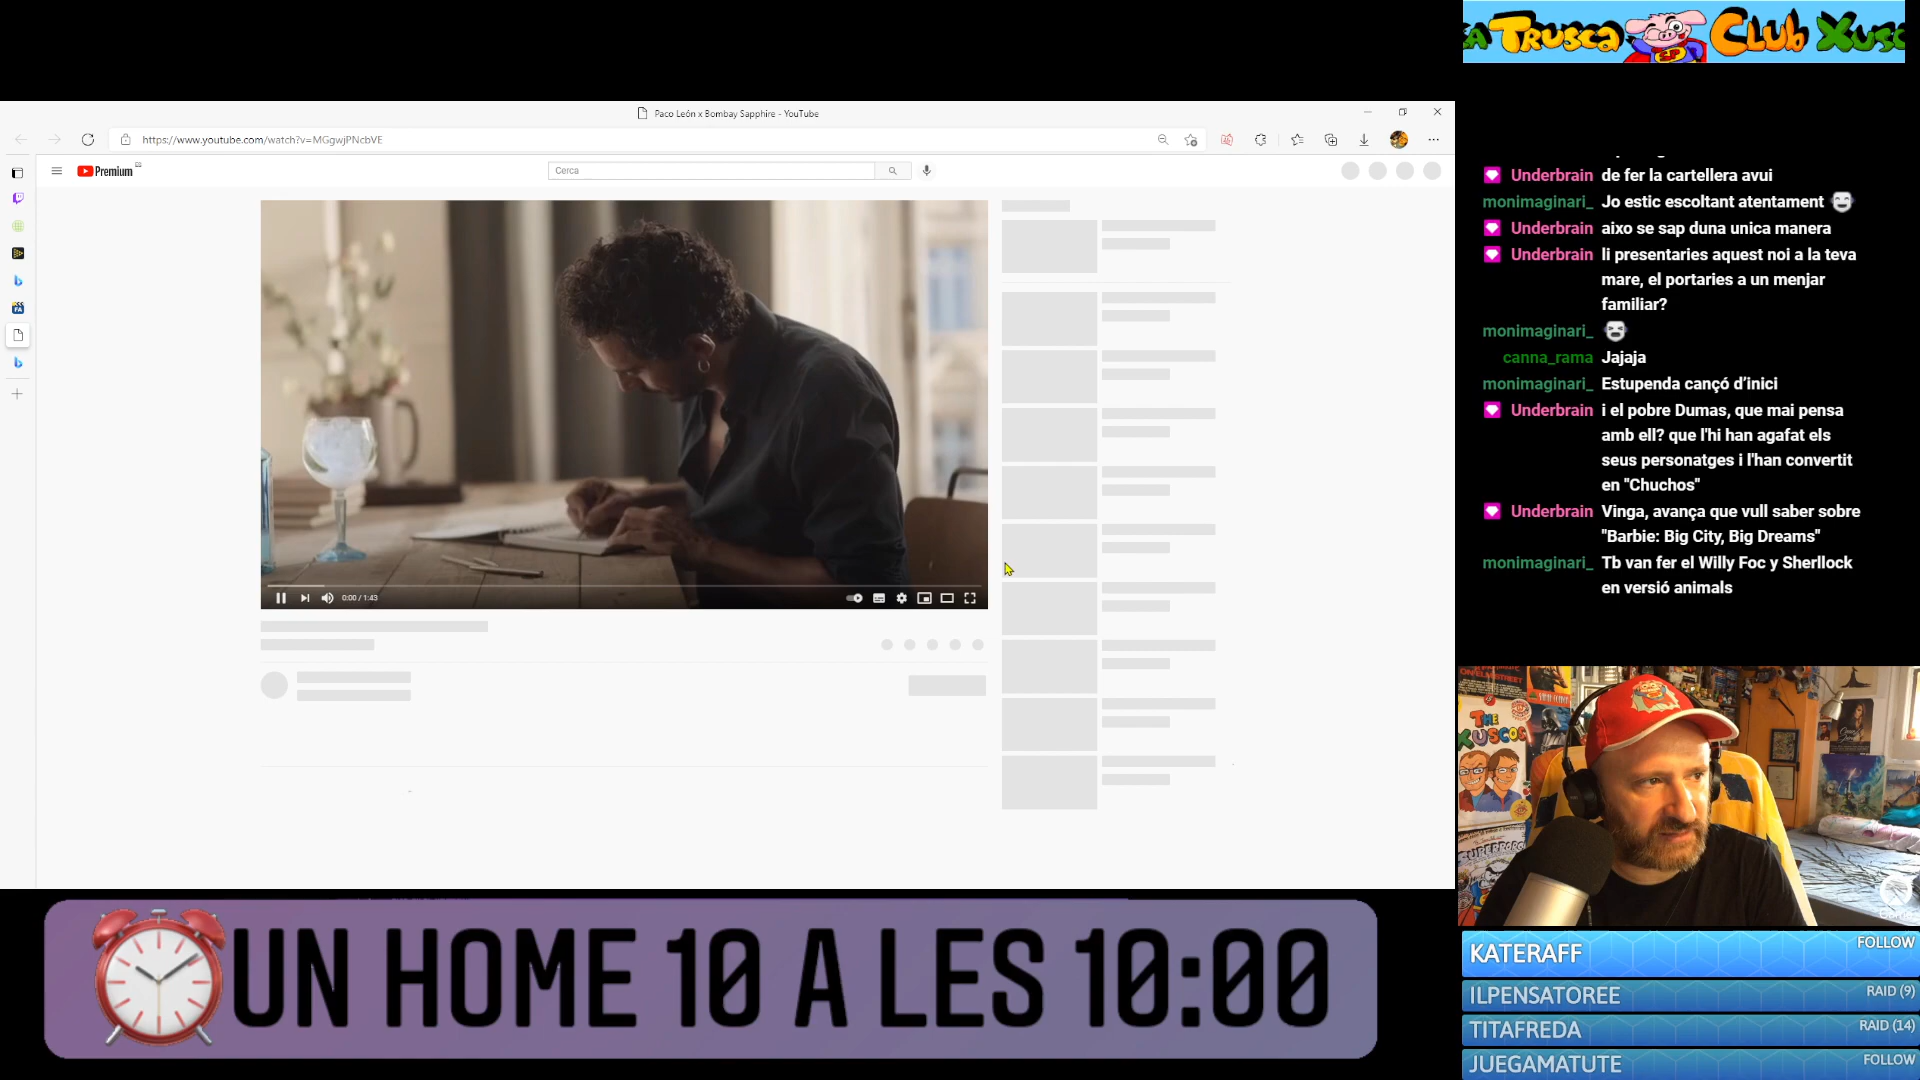 TRUSCA CLUB XUSC
Paco León x Bombay Sapphire - YouTube
https://www.youtube.com/watch?v=MGgwjPNcbVE
Premium ES
Cerca
0:00 / 1:43
Underbrain de fer la cartellera avui
monimaginari_ Jo estic escoltant atentament
Underbrain aixo se sap duna unica manera
Underbrain li presentaries aquest noi a la teva
mare, el portaries a un menjar
familiar?
monimaginari_
canna_rama Jajaja
monimaginari_ Estupenda cançó d’inici
Underbrain i el pobre Dumas, que mai pensa
amb ell? que l'hi han agafat els
seus personatges i l'han convertit
en "Chuchos"
Underbrain Vinga, avança que vull saber sobre
"Barbie: Big City, Big Dreams"
monimaginari_ Tb van fer el Willy Foc y Sherllock
en versió animals
THE
XUSCOS
SUPERPORC
UN HOME 10 A LES 10:00
KATERAFF FOLLOW
ILPENSATOREE RAID (9)
TITAFREDA RAID (14)
JUEGAMATUTE FOLLOW